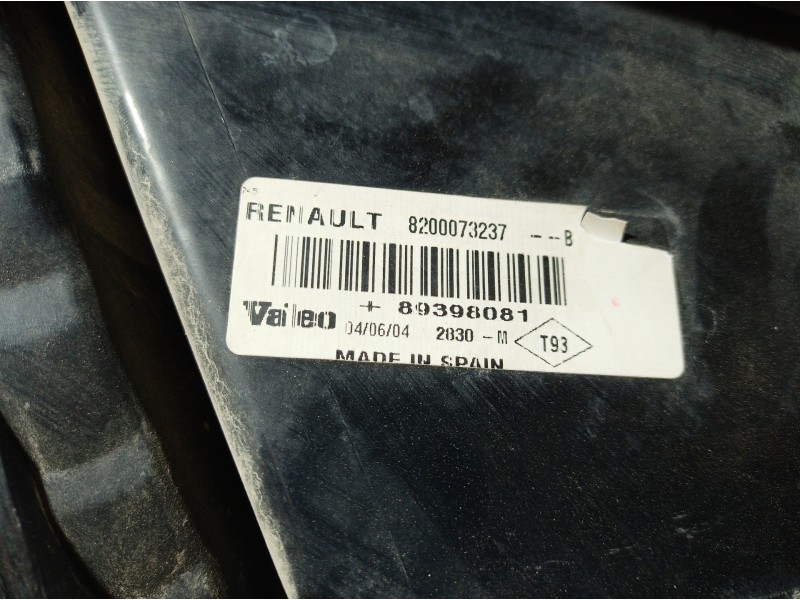 RENAULT 8200073237 - -- B
+ 89398081
Valeo 04/06/04 2830 - M T93
MADE IN SPAIN